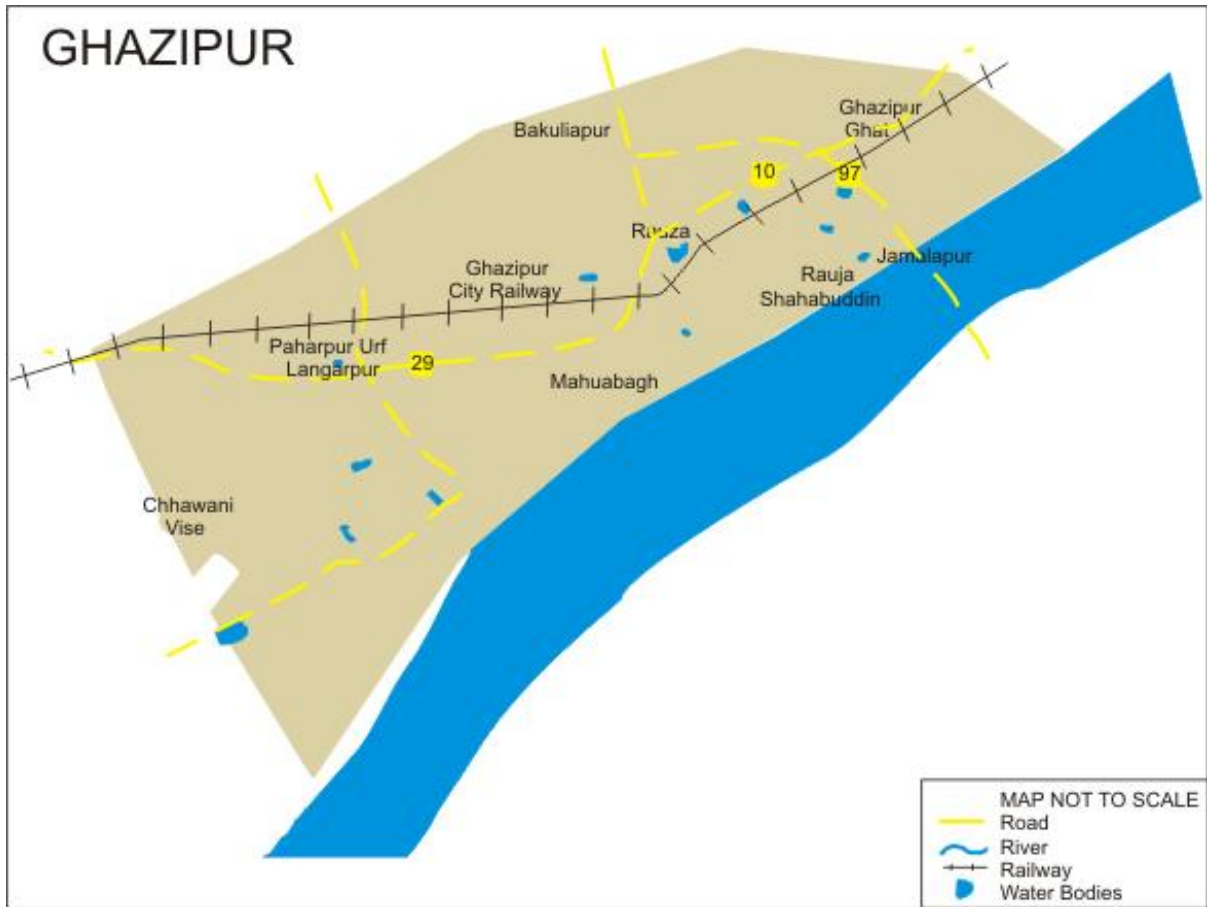 GHAZIPUR
Bakuliapur
Ghazipur
Ghat
10
97
Rauza
Jamalapur
Ghazipur
City Railway
Rauja
Shahabuddin
Paharpur Urf
Langarpur
29
Mahuabagh
Chhawani
Vise
MAP NOT TO SCALE
Road
River
Railway
Water Bodies